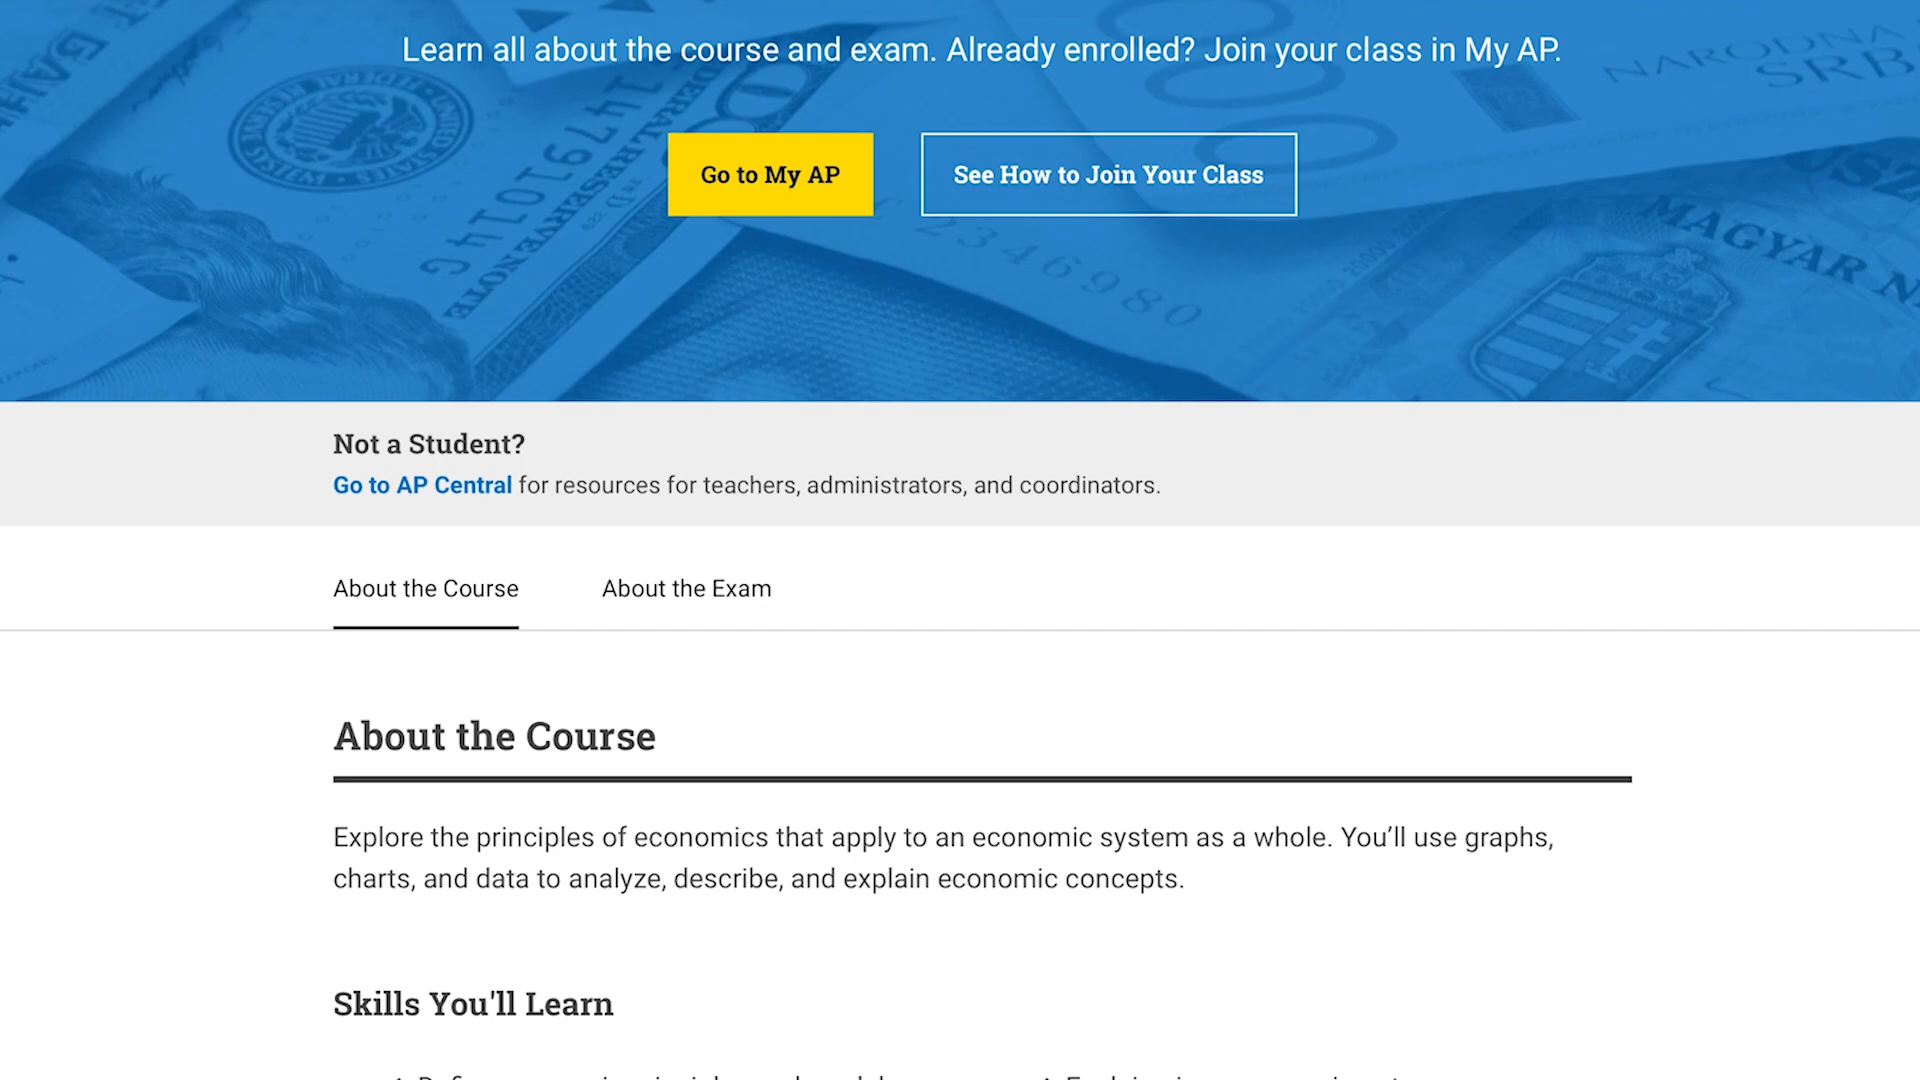 Learn all about the course and exam. Already enrolled? Join your class in My AP.
Go to My AP
See How to Join Your Class
Not a Student?
Go to AP Central for resources for teachers, administrators, and coordinators.
About the Course
About the Exam
About the Course
Explore the principles of economics that apply to an economic system as a whole. You’ll use graphs,
charts, and data to analyze, describe, and explain economic concepts.
Skills You'll Learn